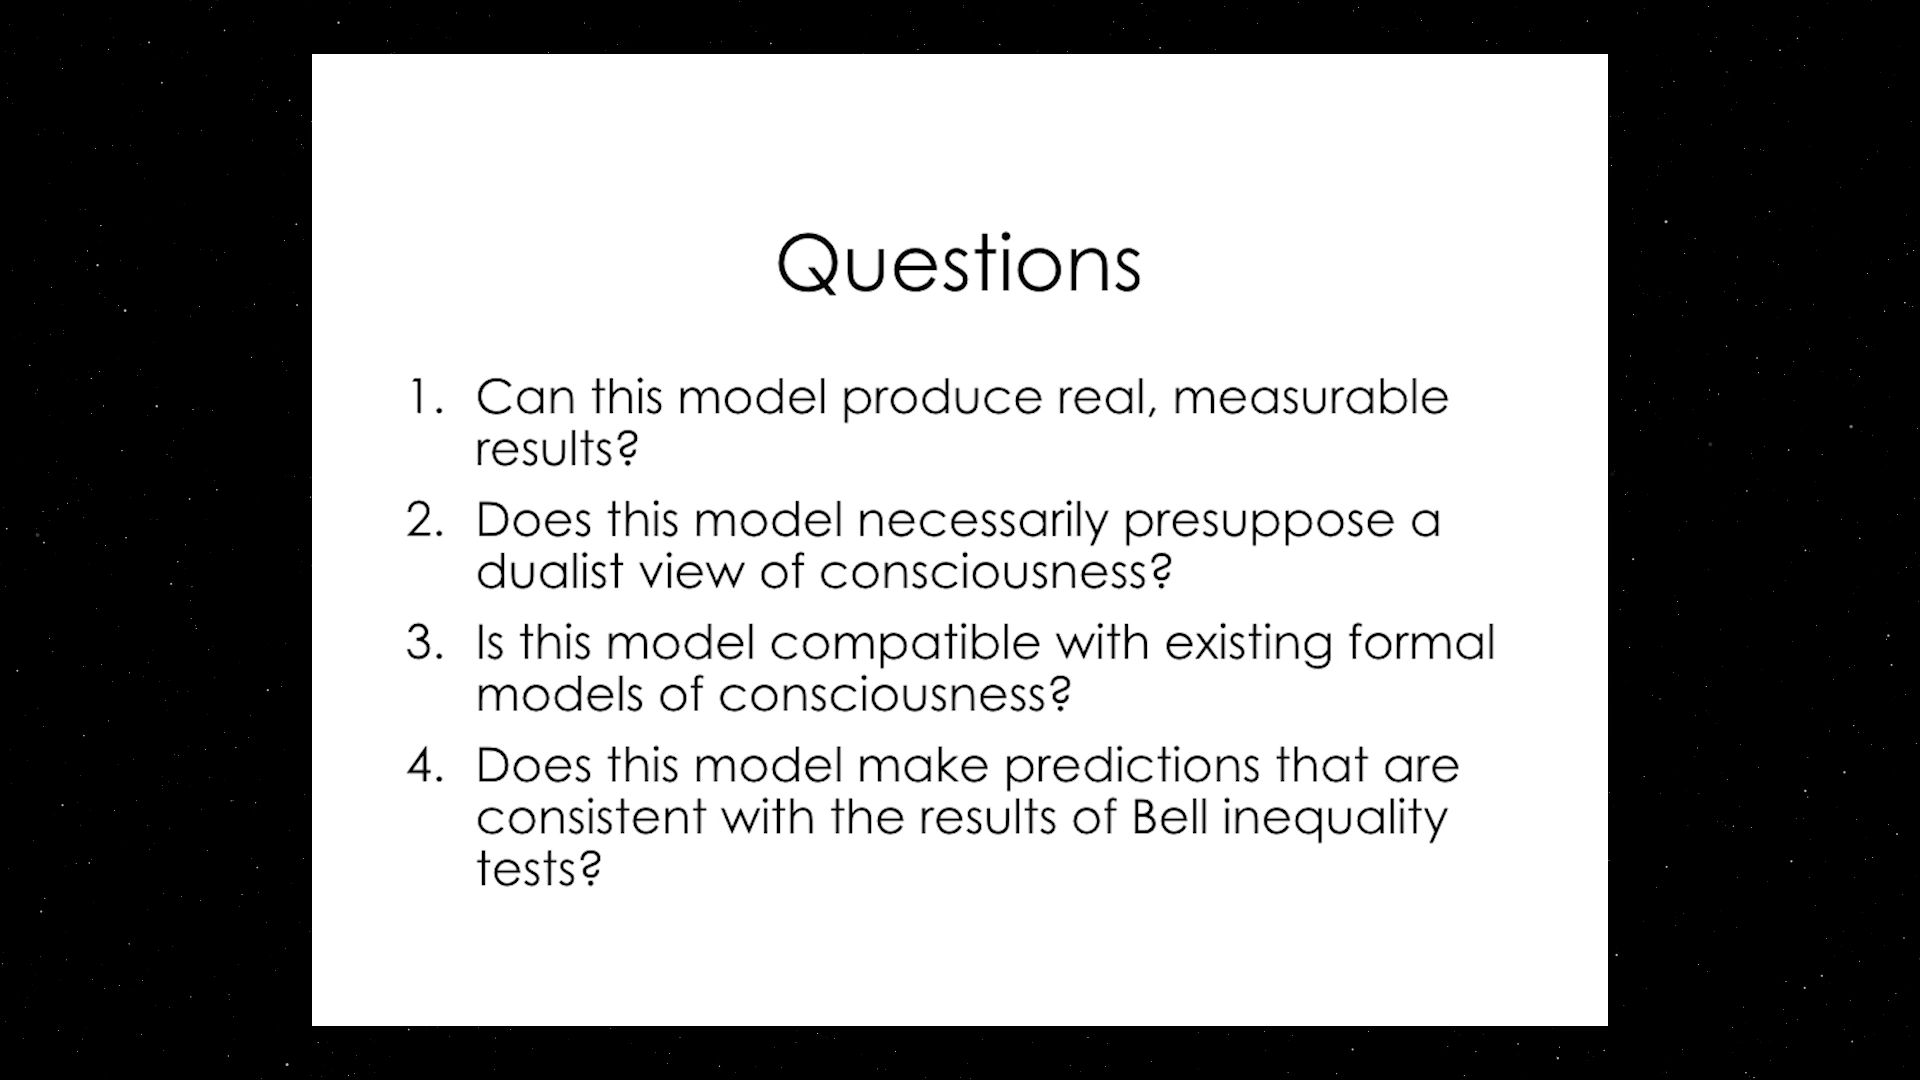 Questions
1. Can this model produce real, measurable
results?
2. Does this model necessarily presuppose a
dualist view of consciousness?
3. Is this model compatible with existing formal
models of consciousness?
4. Does this model make predictions that are
consistent with the results of Bell inequality
tests?